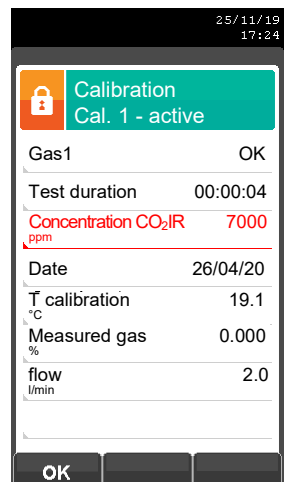 25/11/19
17:24
Calibration
Cal. 1 - active
Gas1 OK
Test duration 00:00:04
Concentration CO₂IR 7000
ppm
Date 26/04/20
T calibration 19.1
°C
Measured gas 0.000
%
flow 2.0
l/min
OK